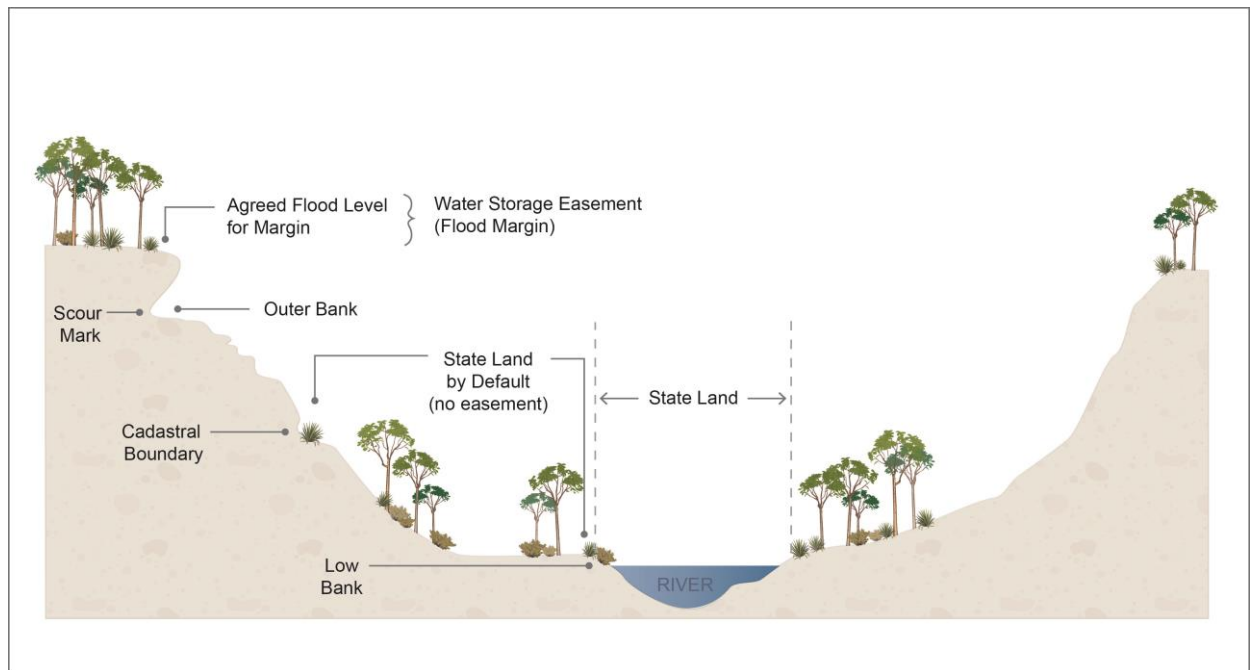 Agreed Flood Level
for Margin
Water Storage Easement
(Flood Margin)
Scour
Mark
Outer Bank
State Land
by Default
(no easement)
State Land
Cadastral
Boundary
Low
Bank
RIVER